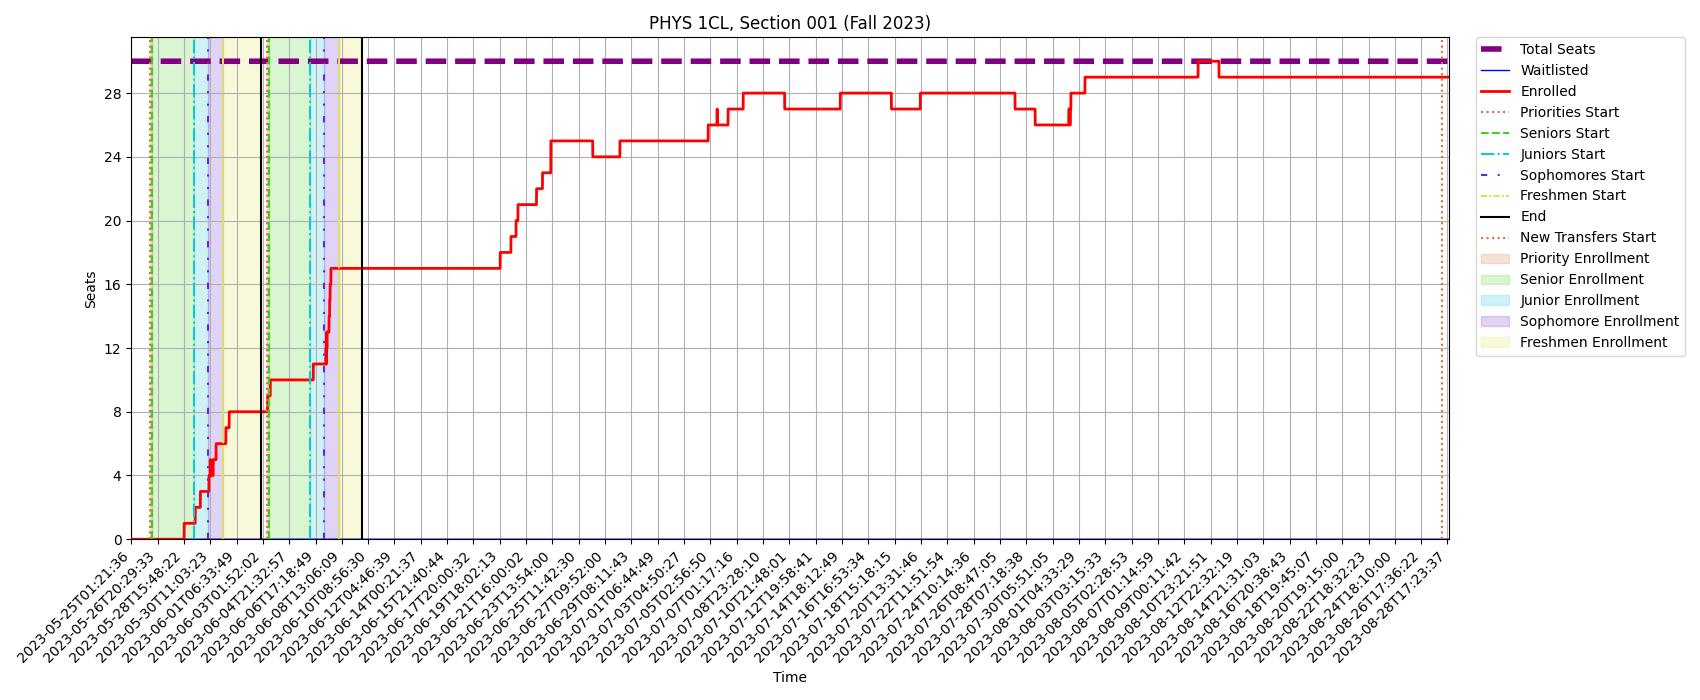 PHYS 1CL, Section 001 (Fall 2023)
Seats
28
24
20
16
12
8
4
0
2023-05-25T01:21:36
2023-05-26T20:29:33
2023-05-28T15:48:22
2023-05-30T11:03:23
2023-06-01T06:33:49
2023-06-03T01:52:02
2023-06-04T21:32:57
2023-06-06T17:18:49
2023-06-08T13:06:09
2023-06-10T08:56:30
2023-06-12T04:46:39
2023-06-14T00:21:37
2023-06-15T21:40:44
2023-06-17T20:00:32
2023-06-19T18:02:13
2023-06-21T16:00:02
2023-06-23T13:54:00
2023-06-25T11:42:30
2023-06-27T09:52:00
2023-06-29T08:11:43
2023-07-01T06:44:49
2023-07-03T04:50:27
2023-07-05T02:56:50
2023-07-07T01:17:16
2023-07-08T23:28:10
2023-07-10T21:48:01
2023-07-12T19:58:41
2023-07-14T18:12:49
2023-07-16T16:53:34
2023-07-18T15:18:15
2023-07-20T13:31:46
2023-07-22T11:51:54
2023-07-24T10:14:36
2023-07-26T08:47:05
2023-07-28T07:18:38
2023-07-30T05:51:05
2023-08-01T04:33:29
2023-08-03T03:15:33
2023-08-05T02:28:53
2023-08-07T01:14:59
2023-08-09T00:11:42
2023-08-10T23:21:51
2023-08-12T22:32:19
2023-08-14T21:31:03
2023-08-16T20:38:43
2023-08-18T19:45:07
2023-08-20T19:15:00
2023-08-22T18:32:23
2023-08-24T18:10:00
2023-08-26T17:36:22
2023-08-28T17:23:37
Time
Total Seats
Waitlisted
Enrolled
Priorities Start
Seniors Start
Juniors Start
Sophomores Start
Freshmen Start
End
New Transfers Start
Priority Enrollment
Senior Enrollment
Junior Enrollment
Sophomore Enrollment
Freshmen Enrollment